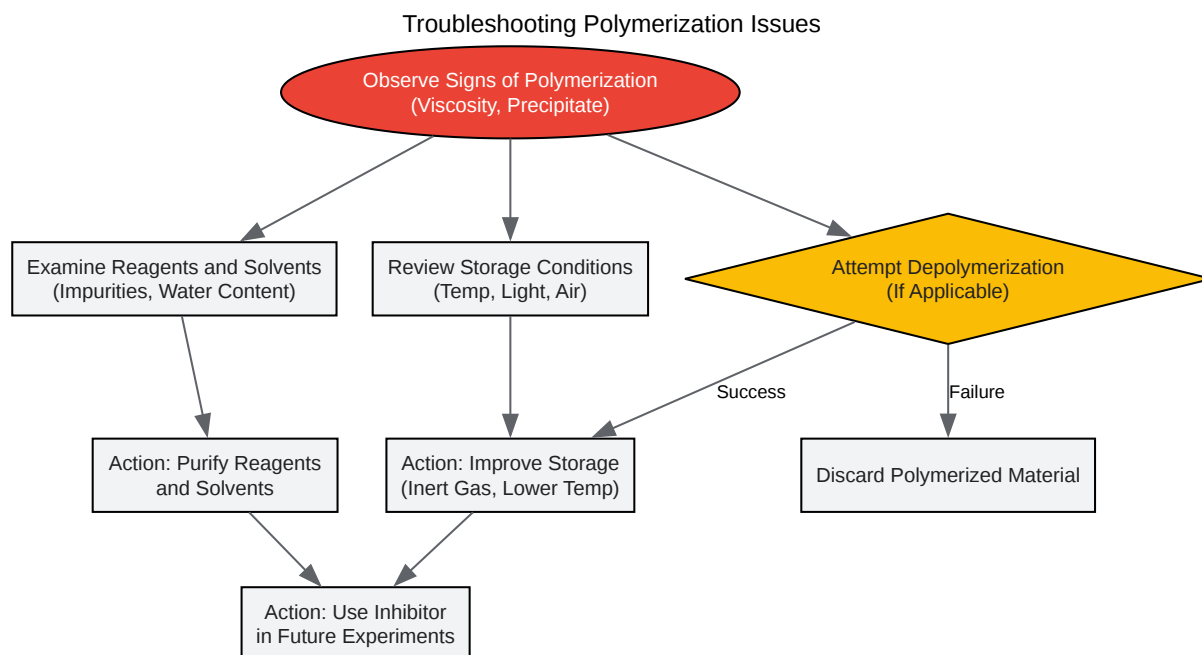 Troubleshooting Polymerization Issues
Observe Signs of Polymerization
(Viscosity, Precipitate)
Examine Reagents and Solvents
(Impurities, Water Content)
Review Storage Conditions
(Temp, Light, Air)
Attempt Depolymerization
(If Applicable)
Success
Failure
Action: Purify Reagents
and Solvents
Action: Improve Storage
(Inert Gas, Lower Temp)
Discard Polymerized Material
Action: Use Inhibitor
in Future Experiments